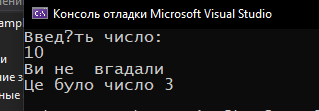 Консоль отладки Microsoft Visual Studio
Введ?ть число:
10
Ви не  вгадали
Це було число 3